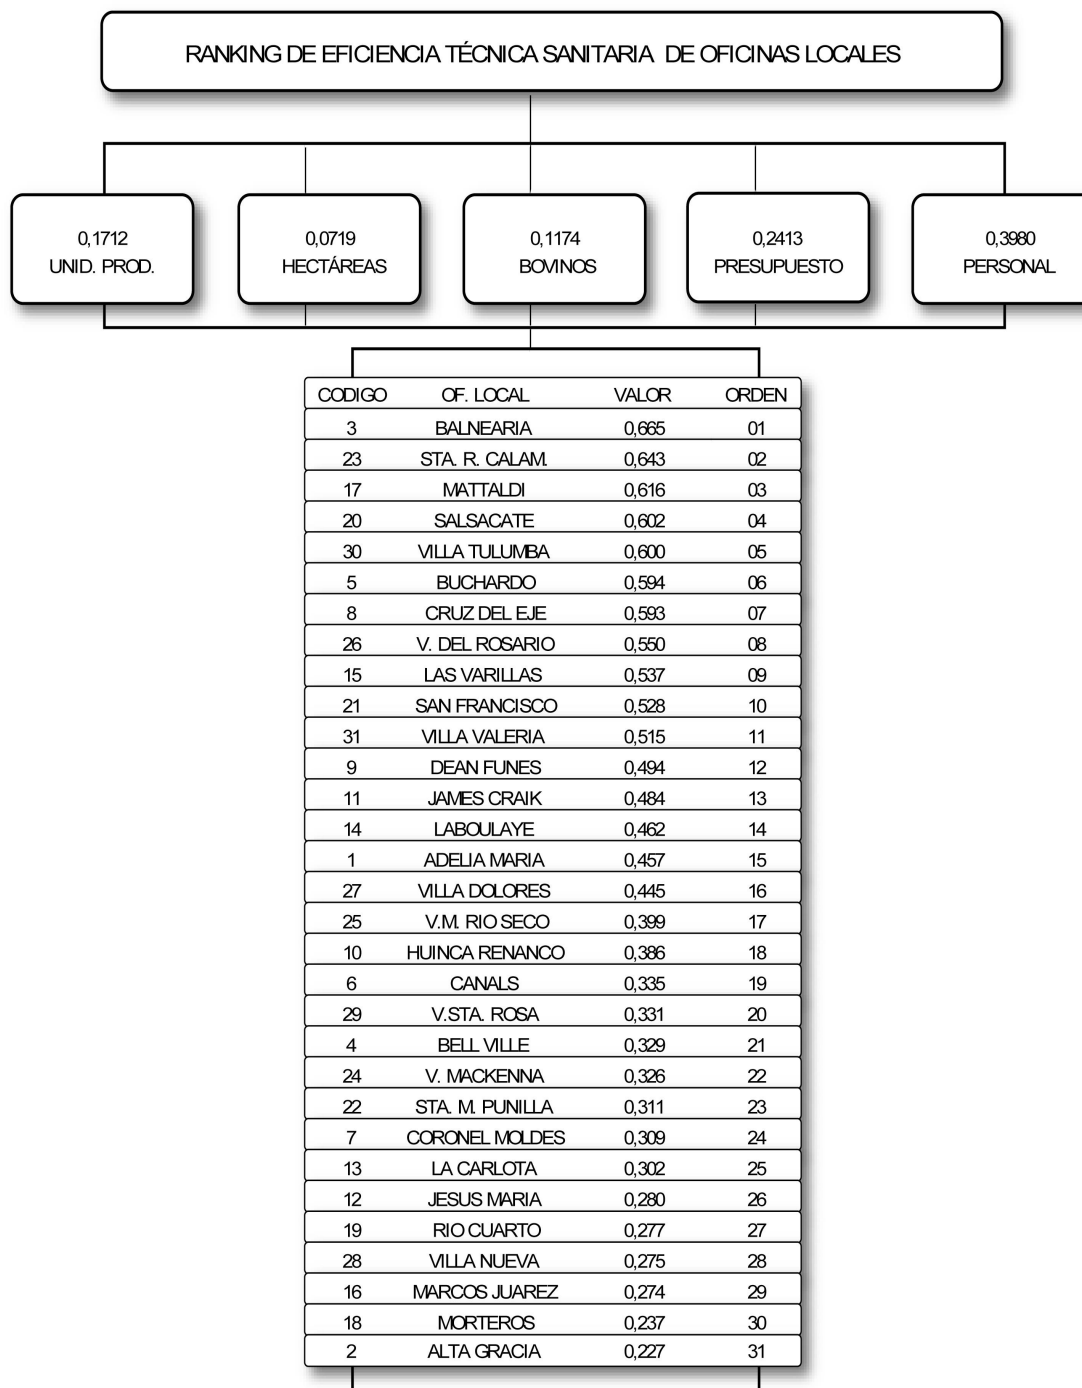 RANKING DE EFICIENCIA TÉCNICA SANITARIA DE OFICINAS LOCALES
0,1712 0,0719 0,1174 0,2413 0,3980
UNID. PROD. HECTÁREAS BOVINOS PRESUPUESTO PERSONAL
CODIGO OF. LOCAL VALOR ORDEN
3 BALNEARIA 0,665 01
23 STA. R. CALAM. 0,643 02
17 MATTALDI 0,616 03
20 SALSACATE 0,602 04
30 VILLA TULUMBA 0,600 05
5 BUCHARDO 0,594 06
8 CRUZ DEL EJE 0,593 07
26 V. DEL ROSARIO 0,550 08
15 LAS VARILLAS 0,537 09
21 SAN FRANCISCO 0,528 10
31 VILLA VALERIA 0,515 11
9 DEAN FUNES 0,494 12
11 JAMES CRAIK 0,484 13
14 LABOULAYE 0,462 14
1 ADELIA MARIA 0,457 15
27 VILLA DOLORES 0,445 16
25 V.M. RIO SECO 0,399 17
10 HUINCA RENANCO 0,386 18
6 CANALS 0,335 19
29 V.STA. ROSA 0,331 20
4 BELL VILLE 0,329 21
24 V. MACKENNA 0,326 22
22 STA. M. PUNILLA 0,311 23
7 CORONEL MOLDES 0,309 24
13 LA CARLOTA 0,302 25
12 JESUS MARIA 0,280 26
19 RIO CUARTO 0,277 27
28 VILLA NUEVA 0,275 28
16 MARCOS JUAREZ 0,274 29
18 MORTEROS 0,237 30
2 ALTA GRACIA 0,227 31